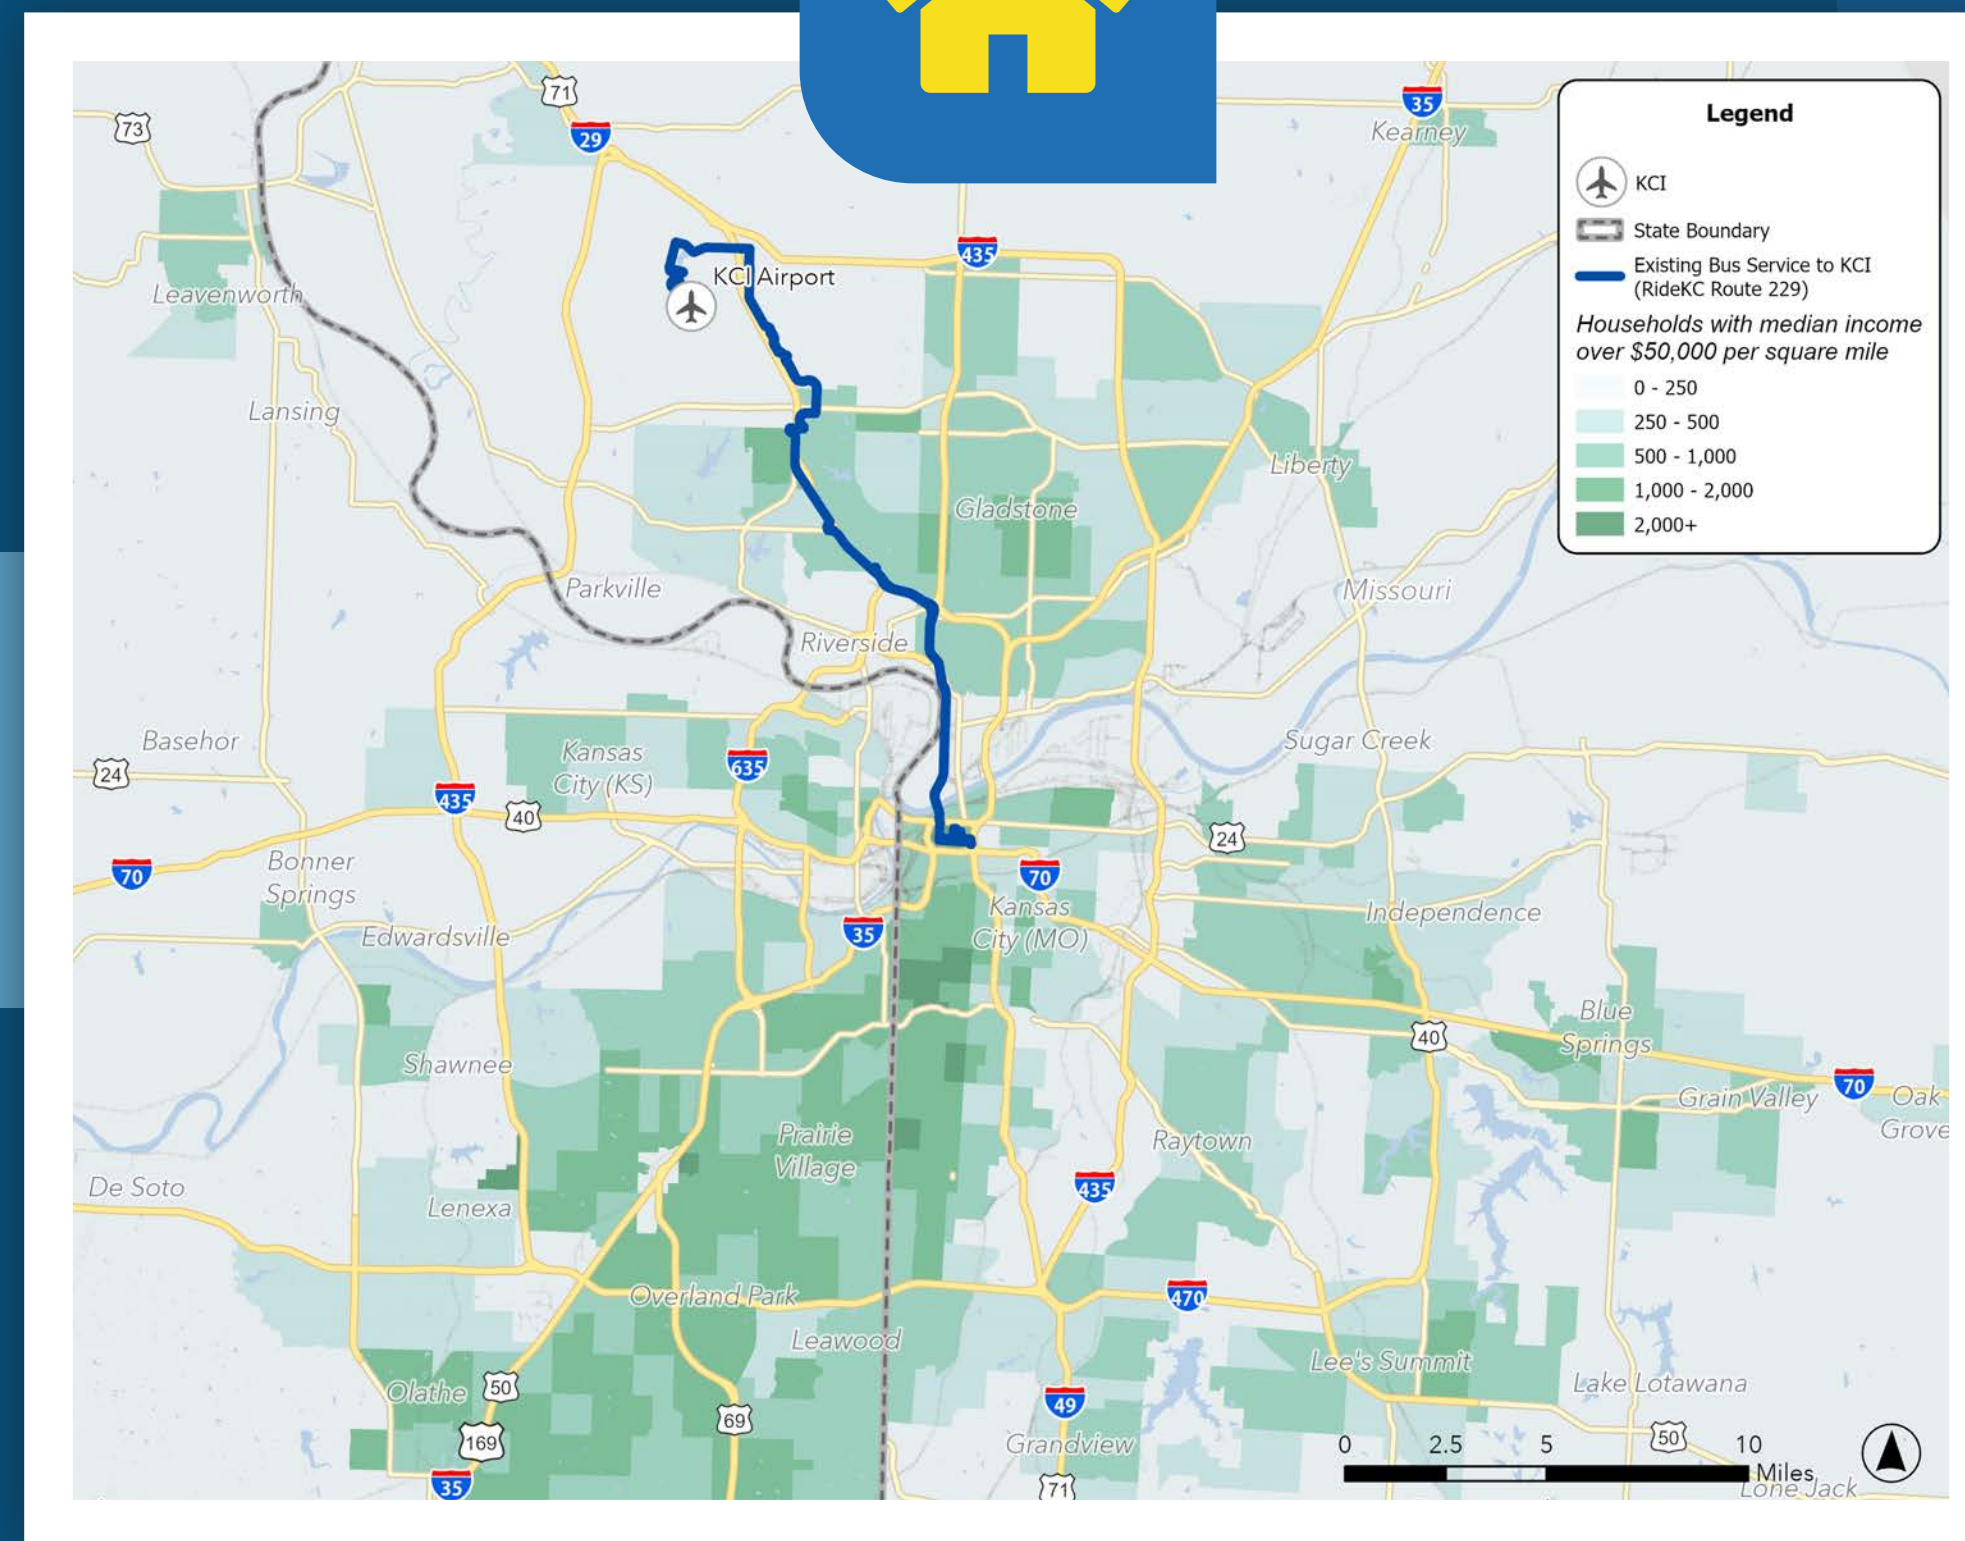 71
35
Kearney
73
29
Legend
KCI
State Boundary
Existing Bus Service to KCI
(RideKC Route 229)
Households with median income
over $50,000 per square mile
0 - 250
250 - 500
500 - 1,000
1,000 - 2,000
2,000+
435
KCI Airport
Leavenworth
Lansing
Liberty
Gladstone
Parkville
Missouri
Riverside
Basehor
Kansas
City (KS)
Sugar Creek
24
635
435
40
24
Bonner
Springs
70
70
Kansas
City (MO)
Independence
Edwardsville
35
Blue
Springs
40
Shawnee
70
Grain Valley
Oak
Grove
Prairie
Village
Raytown
De Soto
Lenexa
435
Overland Park
470
Leawood
Lee's Summit
Olathe
50
Lake Lotawana
49
69
169
Grandview
50
0 2.5 5 10
Miles
35
71
Lone Jack